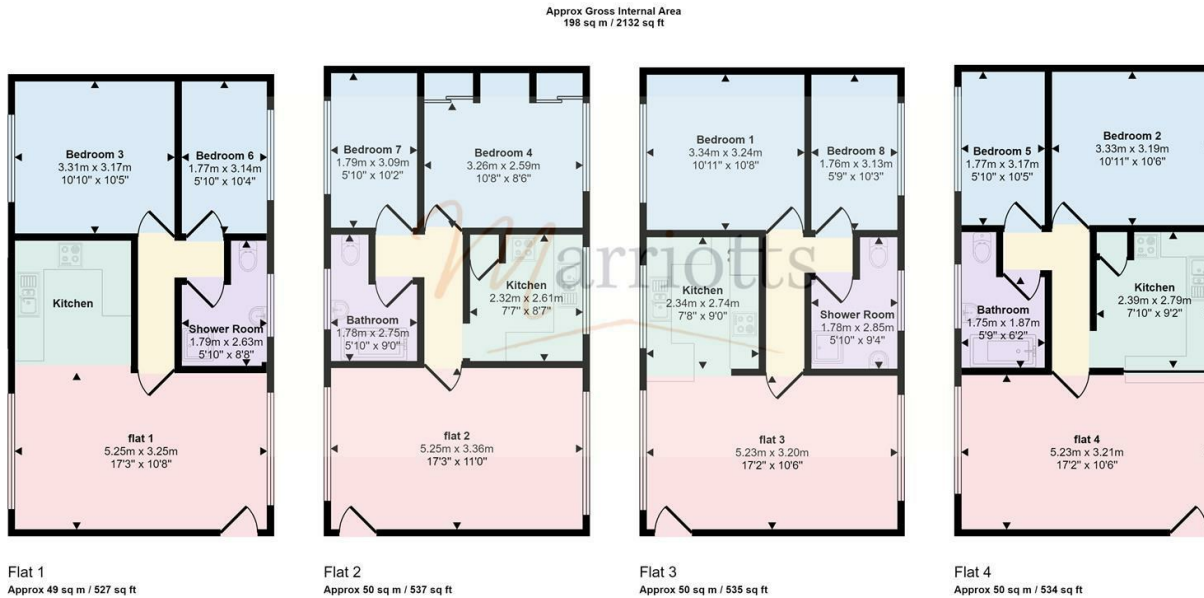 Approx Gross Internal Area
198 sq m / 2132 sq ft
Bedroom 3
3.31m x 3.17m
10'10" x 10'5"
Bedroom 6
1.77m x 3.14m
5'10" x 10'4"
Kitchen
Shower Room
1.79m x 2.63m
5'10" x 8'8"
flat 1
5.25m x 3.25m
17'3" x 10'8"
Flat 1
Approx 49 sq m / 527 sq ft
Bedroom 7
1.79m x 3.09m
5'10" x 10'2"
Bedroom 4
3.26m x 2.59m
10'8" x 8'6"
Kitchen
2.32m x 2.61m
7'7" x 8'7"
Bathroom
1.78m x 2.75m
5'10" x 9'0"
flat 2
5.25m x 3.36m
17'3" x 11'0"
Flat 2
Approx 50 sq m / 537 sq ft
Marriotts
Bedroom 1
3.34m x 3.24m
10'11" x 10'8"
Bedroom 8
1.76m x 3.13m
5'9" x 10'3"
Kitchen
2.34m x 2.74m
7'8" x 9'0"
Shower Room
1.78m x 2.85m
5'10" x 9'4"
flat 3
5.23m x 3.20m
17'2" x 10'6"
Flat 3
Approx 50 sq m / 535 sq ft
Bedroom 5
1.77m x 3.17m
5'10" x 10'5"
Bedroom 2
3.33m x 3.19m
10'11" x 10'6"
Bathroom
1.75m x 1.87m
5'9" x 6'2"
Kitchen
2.39m x 2.79m
7'10" x 9'2"
flat 4
5.23m x 3.21m
17'2" x 10'6"
Flat 4
Approx 50 sq m / 534 sq ft